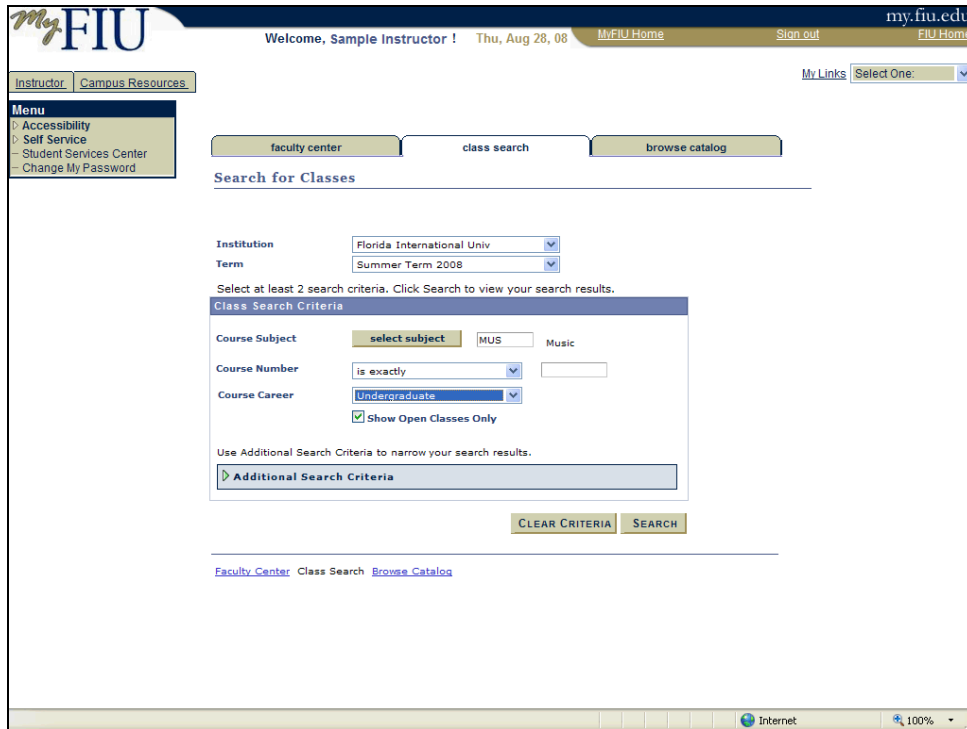 My FIU
my.fiu.edu
Welcome, Sample Instructor ! Thu, Aug 28, 08 MyFIU Home Sign out FIU Home
My Links Select One:
Instructor Campus Resources
Menu
Accessibility
Self Service
Student Services Center
Change My Password
faculty center class search browse catalog
Search for Classes
Institution Florida International Univ
Term Summer Term 2008
Select at least 2 search criteria. Click Search to view your search results.
Class Search Criteria
Course Subject select subject MUS Music
Course Number is exactly
Course Career Undergraduate
Show Open Classes Only
Use Additional Search Criteria to narrow your search results.
Additional Search Criteria
CLEAR CRITERIA SEARCH
Faculty Center Class Search Browse Catalog
Internet 100%